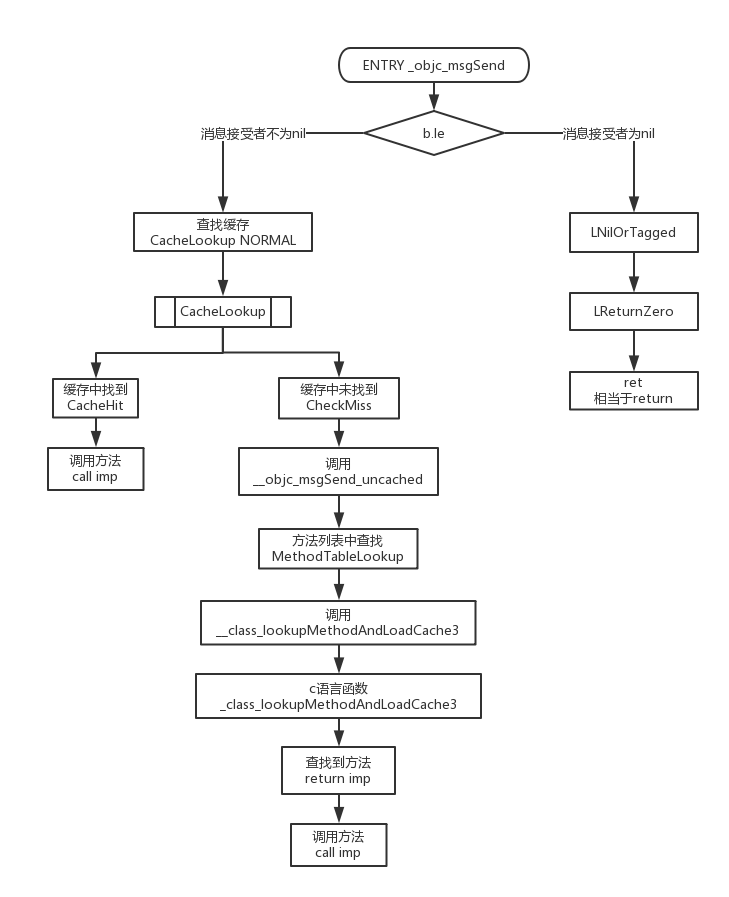 ENTRY _objc_msgSend
b.le
消息接受者不为nil
消息接受者为nil
查找缓存
CacheLookup NORMAL
LNilOrTagged
CacheLookup
LReturnZero
缓存中找到
CacheHit
缓存中未找到
CheckMiss
ret
相当于return
调用方法
call imp
调用
__objc_msgSend_uncached
方法列表中查找
MethodTableLookup
调用
__class_lookupMethodAndLoadCache3
c语言函数
_class_lookupMethodAndLoadCache3
查找到方法
return imp
调用方法
call imp